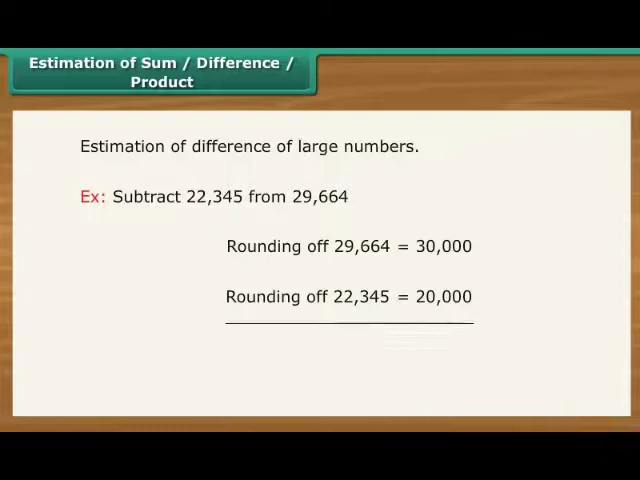 Estimation of Sum / Difference /
Product
Estimation of difference of large numbers.
Ex: Subtract 22,345 from 29,664
Rounding off 29,664 = 30,000
Rounding off 22,345 = 20,000